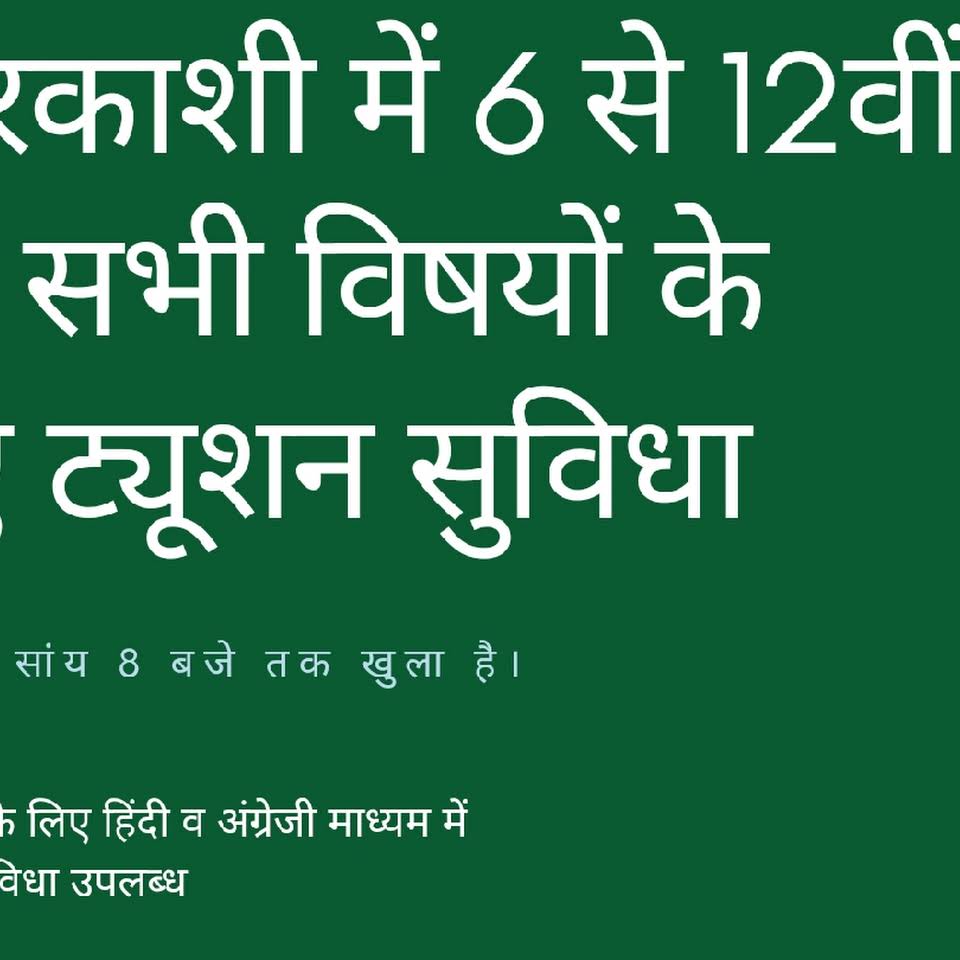 रकाशी में 6 से 12वीं
सभी विषयों के
ट्यूशन सुविधा
सांय 8 बजे तक खुला है।
के लिए हिंदी व अंग्रेजी माध्यम में
विधा उपलब्ध